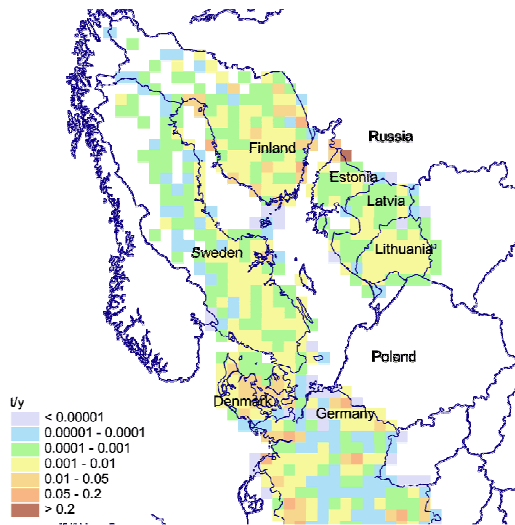 Russia
Finland
Estonia
Latvia
Sweden
Lithuania
Poland
Denmark
Germany
t/y
< 0.00001
0.00001 - 0.0001
0.0001 - 0.001
0.001 - 0.01
0.01 - 0.05
0.05 - 0.2
> 0.2